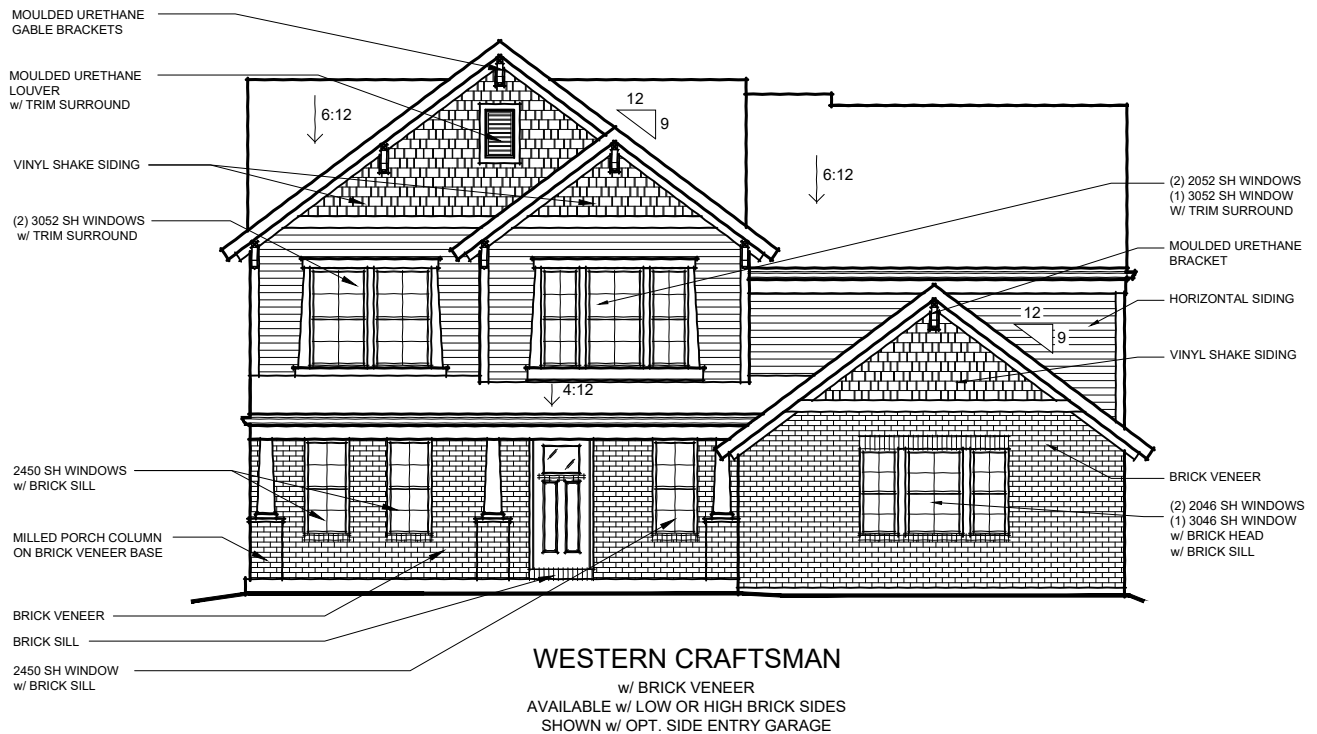 MOULDED URETHANE
GABLE BRACKETS
MOULDED URETHANE
LOUVER
w/ TRIM SURROUND
VINYL SHAKE SIDING
(2) 3052 SH WINDOWS
w/ TRIM SURROUND
2450 SH WINDOWS
w/ BRICK SILL
MILLED PORCH COLUMN
ON BRICK VENEER BASE
BRICK VENEER
BRICK SILL
2450 SH WINDOW
w/ BRICK SILL
6:12
12
9
6:12
12
9
4:12
(2) 2052 SH WINDOWS
(1) 3052 SH WINDOW
W/ TRIM SURROUND
MOULDED URETHANE
BRACKET
HORIZONTAL SIDING
VINYL SHAKE SIDING
BRICK VENEER
(2) 2046 SH WINDOWS
(1) 3046 SH WINDOW
w/ BRICK HEAD
w/ BRICK SILL
WESTERN CRAFTSMAN
w/ BRICK VENEER
AVAILABLE w/ LOW OR HIGH BRICK SIDES
SHOWN w/ OPT. SIDE ENTRY GARAGE